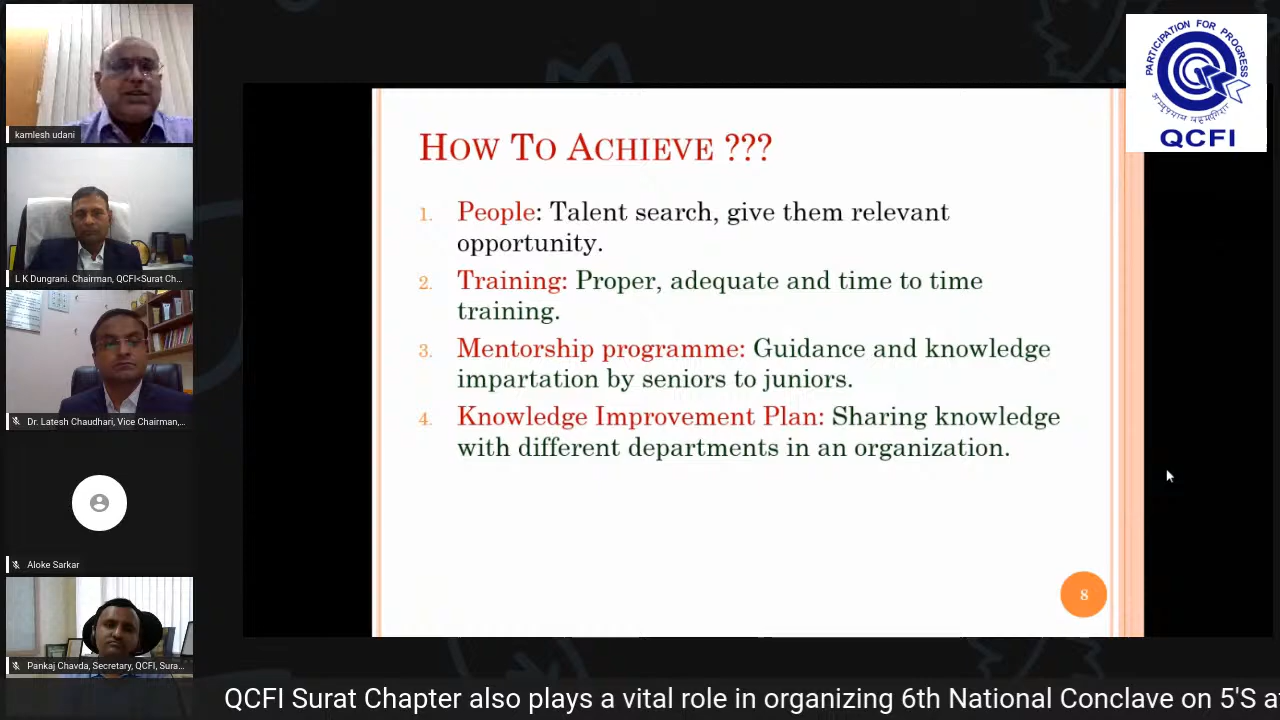 kamlesh udani
L K Dungrani. Chairman, QCFI<Surat Ch...
Dr. Latesh Chaudhari, Vice Chairman,...
Aloke Sarkar
Pankaj Chavda, Secretary, QCFI, Sura...
HOW TO ACHIEVE ???
1. People: Talent search, give them relevant
opportunity.
2. Training: Proper, adequate and time to time
training.
3. Mentorship programme: Guidance and knowledge
impartation by seniors to juniors.
4. Knowledge Improvement Plan: Sharing knowledge
with different departments in an organization.
8
PARTICIPATION FOR PROGRESS
QCFI
QCFI Surat Chapter also plays a vital role in organizing 6th National Conclave on 5'S a